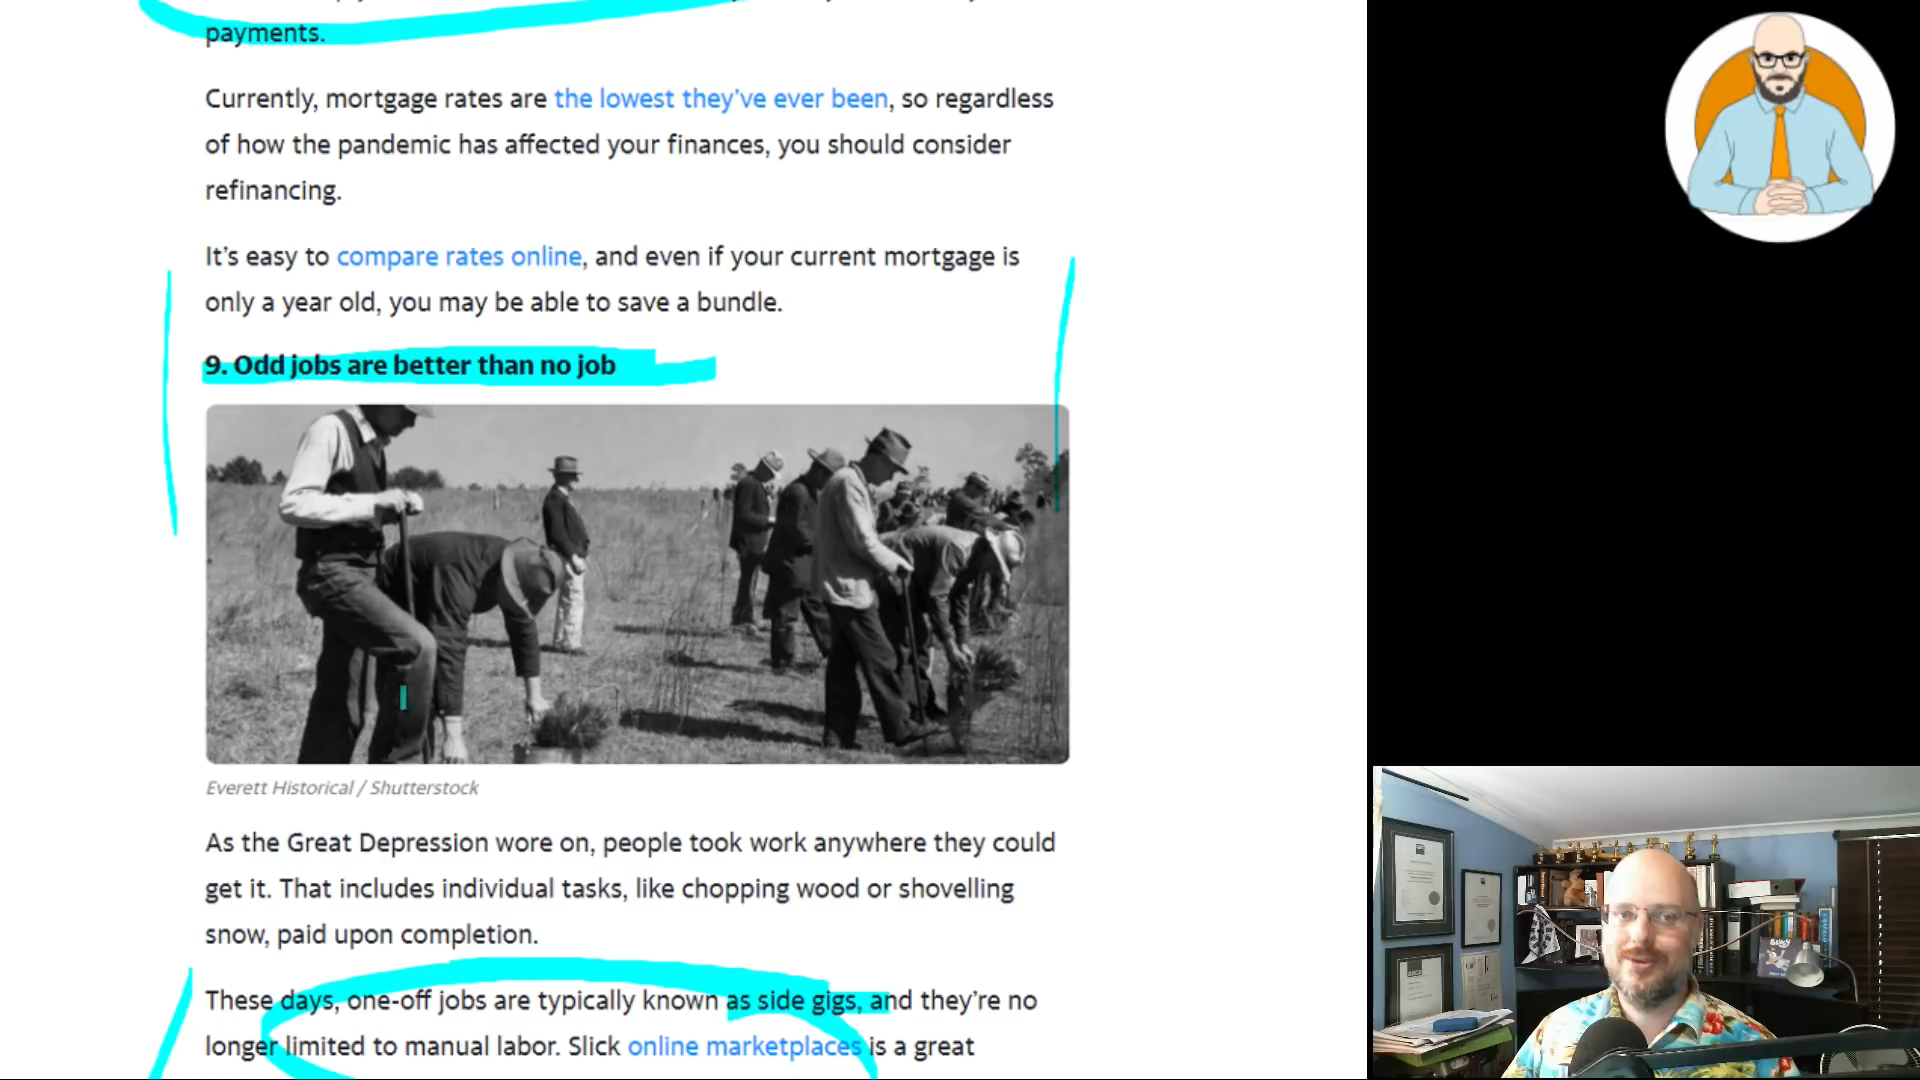 payments.
Currently, mortgage rates are the lowest they've ever been, so regardless
of how the pandemic has affected your finances, you should consider
refinancing.
It's easy to compare rates online, and even if your current mortgage is
only a year old, you may be able to save a bundle.
9. Odd jobs are better than no job
Everett Historical / Shutterstock
As the Great Depression wore on, people took work anywhere they could
get it. That includes individual tasks, like chopping wood or shovelling
snow, paid upon completion.
These days, one-off jobs are typically known as side gigs, and they're no
longer limited to manual labor. Slick online marketplaces is a great